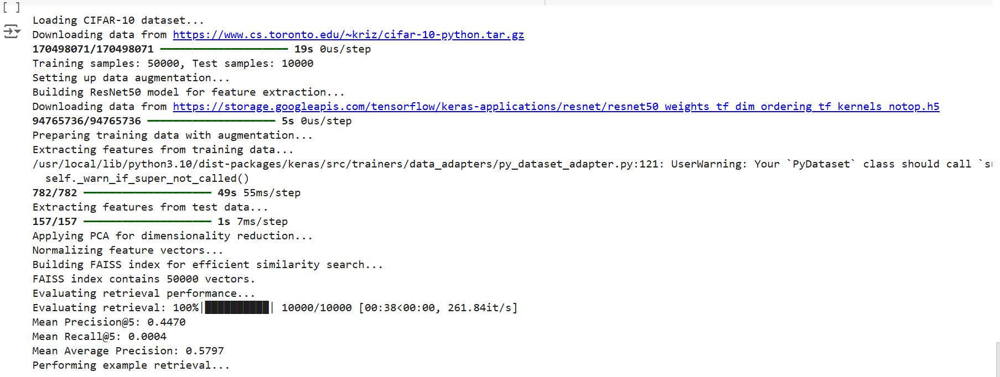 [ ]
Loading CIFAR-10 dataset...
Downloading data from https://www.cs.toronto.edu/~kriz/cifar-10-python.tar.gz
170498071/170498071 ━━━━━━━━━━━━━━━━━━━━ 19s 0us/step
Training samples: 50000, Test samples: 10000
Setting up data augmentation...
Building ResNet50 model for feature extraction...
Downloading data from https://storage.googleapis.com/tensorflow/keras-applications/resnet/resnet50_weights_tf_dim_ordering_tf_kernels_notop.h5
94765736/94765736 ━━━━━━━━━━━━━━━━━━━━ 5s 0us/step
Preparing training data with augmentation...
Extracting features from training data...
/usr/local/lib/python3.10/dist-packages/keras/src/trainers/data_adapters/py_dataset_adapter.py:121: UserWarning: Your `PyDataset` class should call `su
self._warn_if_super_not_called()
782/782 ━━━━━━━━━━━━━━━━━━━━ 49s 55ms/step
Extracting features from test data...
157/157 ━━━━━━━━━━━━━━━━━━━━ 1s 7ms/step
Applying PCA for dimensionality reduction...
Normalizing feature vectors...
Building FAISS index for efficient similarity search...
FAISS index contains 50000 vectors.
Evaluating retrieval performance...
Evaluating retrieval: 100%|██████████| 10000/10000 [00:38<00:00, 261.84it/s]
Mean Precision@5: 0.4470
Mean Recall@5: 0.0004
Mean Average Precision: 0.5797
Performing example retrieval...